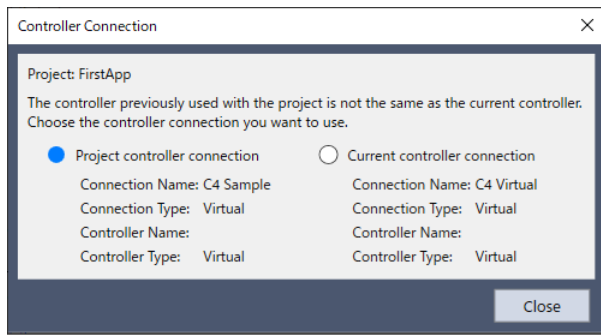 Controller Connection
Project: FirstApp
The controller previously used with the project is not the same as the current controller.
Choose the controller connection you want to use.
Project controller connection
Current controller connection
Connection Name: C4 Sample
Connection Name: C4 Virtual
Connection Type: Virtual
Connection Type: Virtual
Controller Name:
Controller Name:
Controller Type: Virtual
Controller Type: Virtual
Close